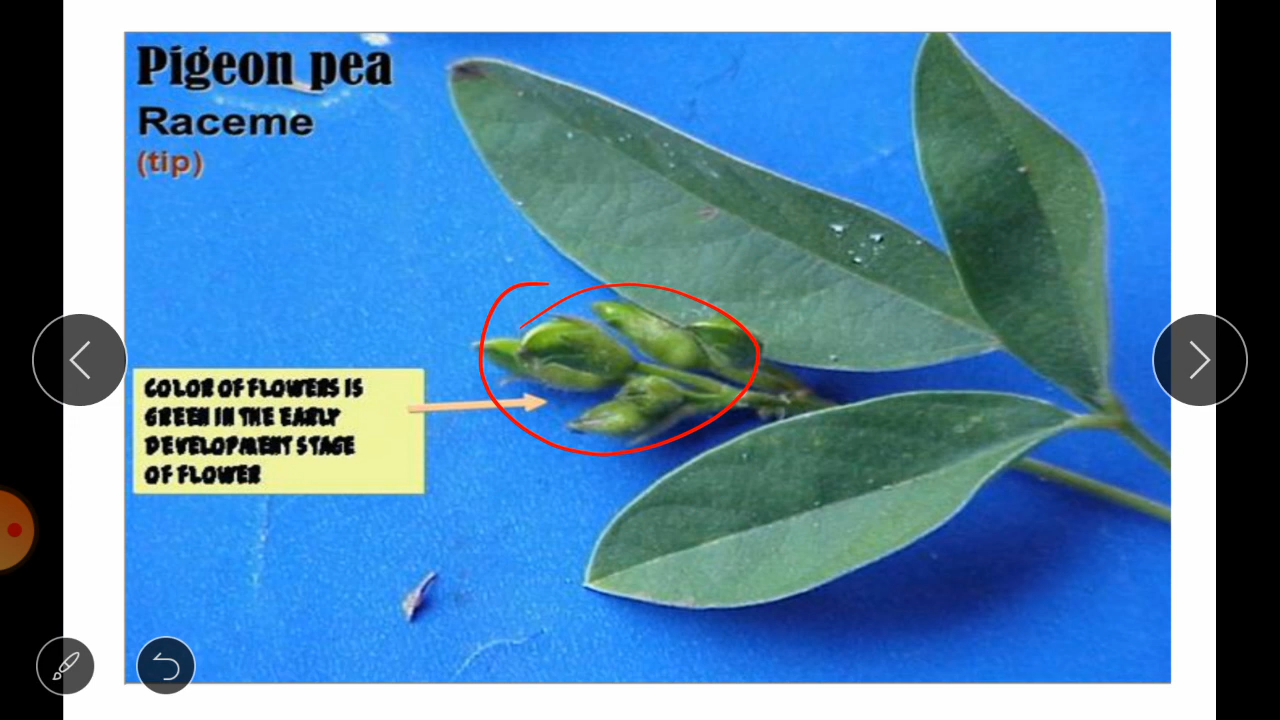 Pigeon pea
Raceme
(tip)
COLOR OF FLOWERS IS
GREEN IN THE EARLY
DEVELOPMENT STAGE
OF FLOWER